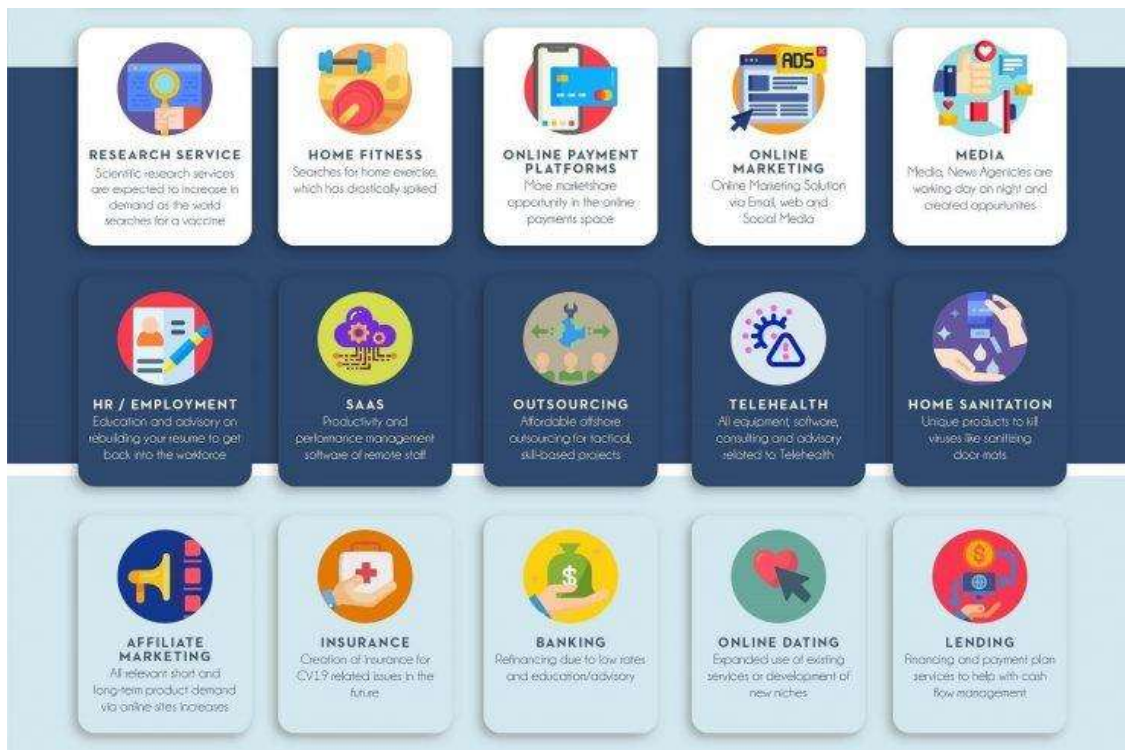 RESEARCH SERVICE
Scientific research services
are expected to increase in
demand as the world
searches for a vaccine
HOME FITNESS
Searches for home exercise,
which has drastically spiked
ONLINE PAYMENT
PLATFORMS
More marketshare
opportunity in the online
payments space
ADS
ONLINE
MARKETING
Online Marketing Solution
via Email, web and
Social Media
MEDIA
Media, News Agenicles are
working day on night and
created oppurtunites
HR / EMPLOYMENT
Education and advisory on
rebuilding your resume to get
back into the workforce
SAAS
Productivity and
performance management
software of remote staff
OUTSOURCING
Affordable offshore
outsourcing for tactical,
skill-based projects
TELEHEALTH
All equipment, software,
consulting and advisory
related to Telehealth
HOME SANITATION
Unique products to kill
viruses like sanitizing
door mats
AFFILIATE
MARKETING
All relevant short and
long-term product demand
via online sites increases
INSURANCE
Creation of insurance for
CV19 related issues in the
future
BANKING
Refinancing due to low rates
and education/advisory
ONLINE DATING
Expanded use of existing
services or development of
new niches
LENDING
Financing and payment plan
services to help with cash
flow management